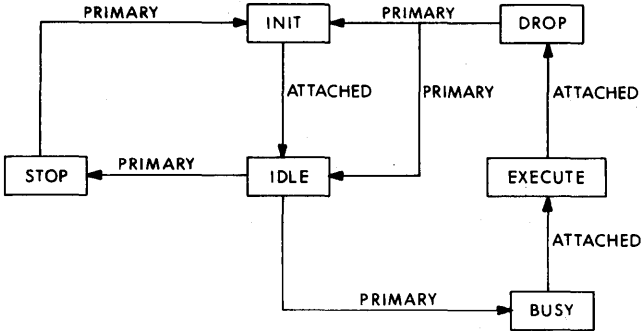 PRIMARY
PRIMARY
INIT
DROP
ATTACHED
PRIMARY
ATTACHED
PRIMARY
STOP
IDLE
EXECUTE
ATTACHED
PRIMARY
BUSY